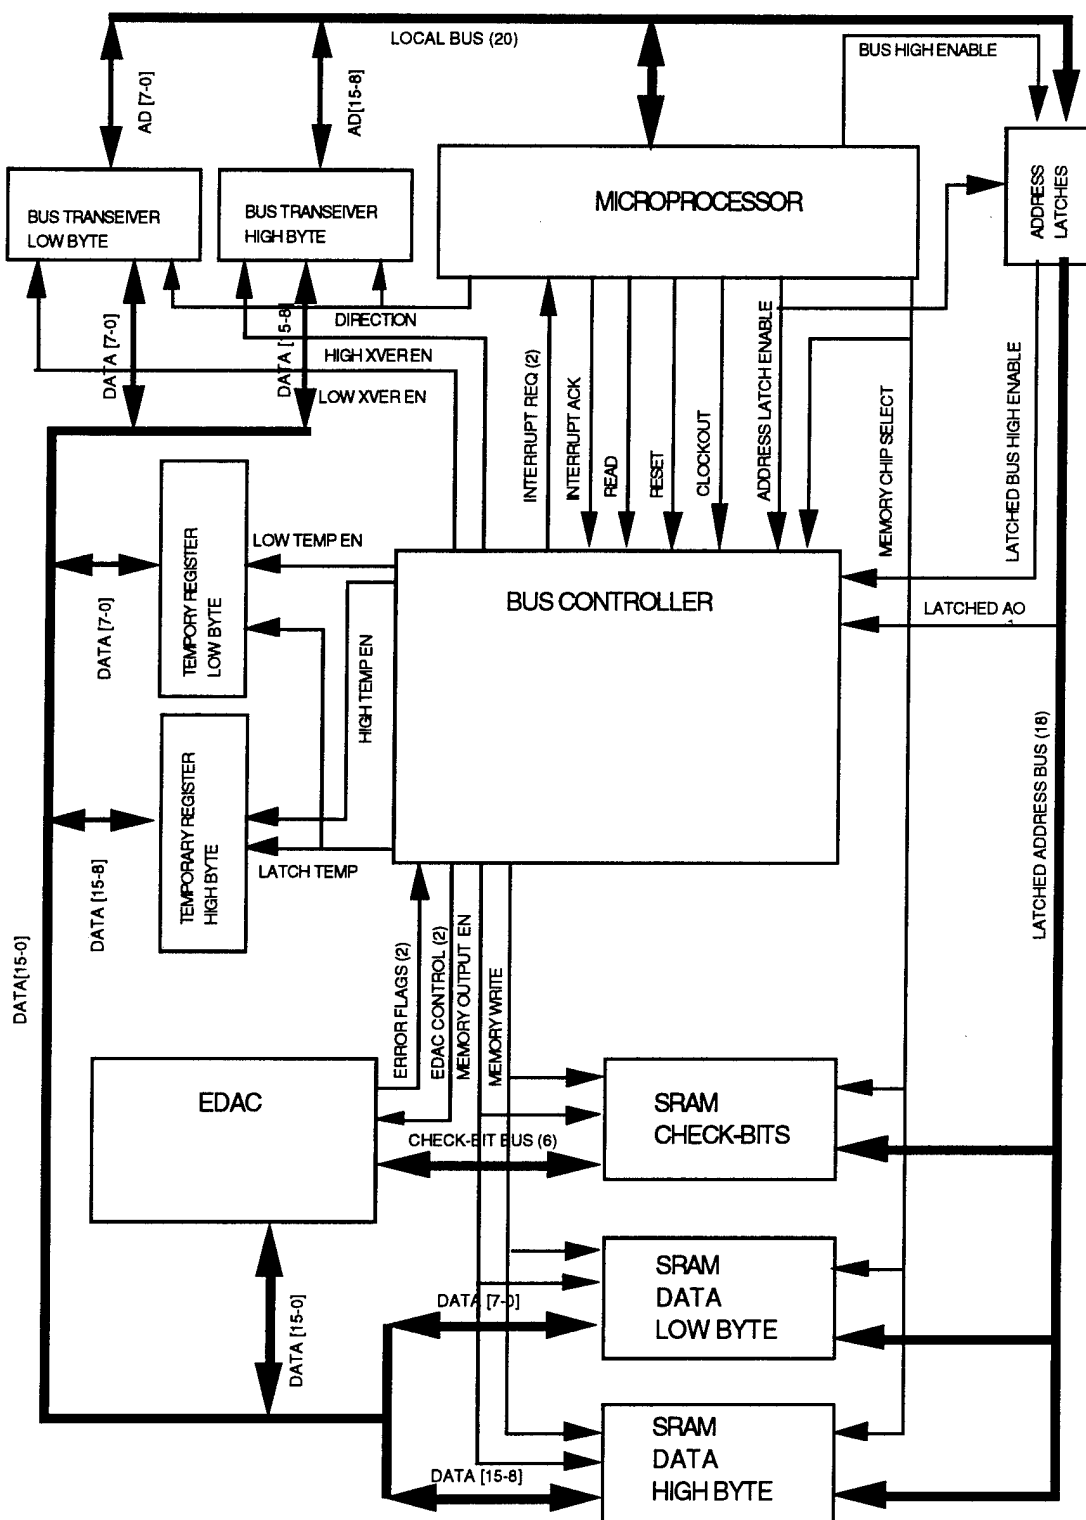 LOCAL BUS (20)
BUS HIGH ENABLE
AD [7-0]
AD[15-8]
BUS TRANSEIVER
LOW BYTE
BUS TRANSEIVER
HIGH BYTE
MICROPROCESSOR
ADDRESS
LATCHES
DIRECTION
HIGH XVER EN
LOW XVER EN
DATA [7-0]
DATA [15-8]
INTERRUPT REQ (2)
INTERRUPT ACK
READ
RESET
CLOCKOUT
ADDRESS LATCH ENABLE
MEMORY CHIP SELECT
LATCHED BUS HIGH ENABLE
LOW TEMP EN
BUS CONTROLLER
LATCHED AO
TEMPORY REGISTER
LOW BYTE
DATA [7-0]
HIGH TEMP EN
LATCHED ADDRESS BUS (18)
TEMPORARY REGISTER
HIGH BYTE
DATA [15-8]
LATCH TEMP
DATA[15-0]
ERROR FLAGS (2)
EDAC CONTROL (2)
MEMORY OUTPUT EN
MEMORY WRITE
EDAC
SRAM
CHECK-BITS
CHECK-BIT BUS (6)
SRAM
DATA
LOW BYTE
DATA [7-0]
DATA [15-0]
SRAM
DATA
HIGH BYTE
DATA [15-8]